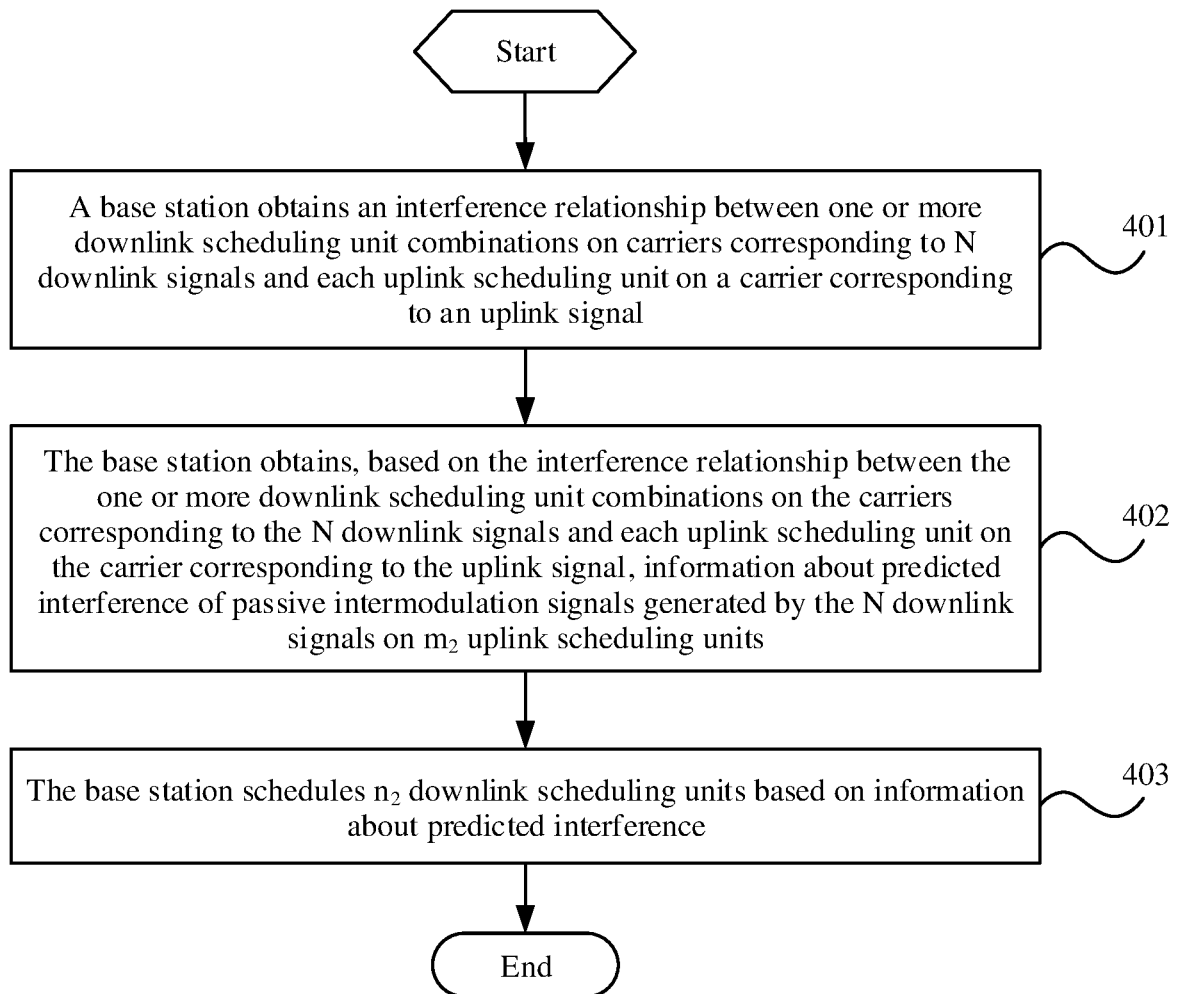 Start
A base station obtains an interference relationship between one or more
downlink scheduling unit combinations on carriers corresponding to N
downlink signals and each uplink scheduling unit on a carrier corresponding
to an uplink signal
401
The base station obtains, based on the interference relationship between the
one or more downlink scheduling unit combinations on the carriers
corresponding to the N downlink signals and each uplink scheduling unit on
the carrier corresponding to the uplink signal, information about predicted
interference of passive intermodulation signals generated by the N downlink
signals on m₂ uplink scheduling units
402
The base station schedules n₂ downlink scheduling units based on information
about predicted interference
403
End